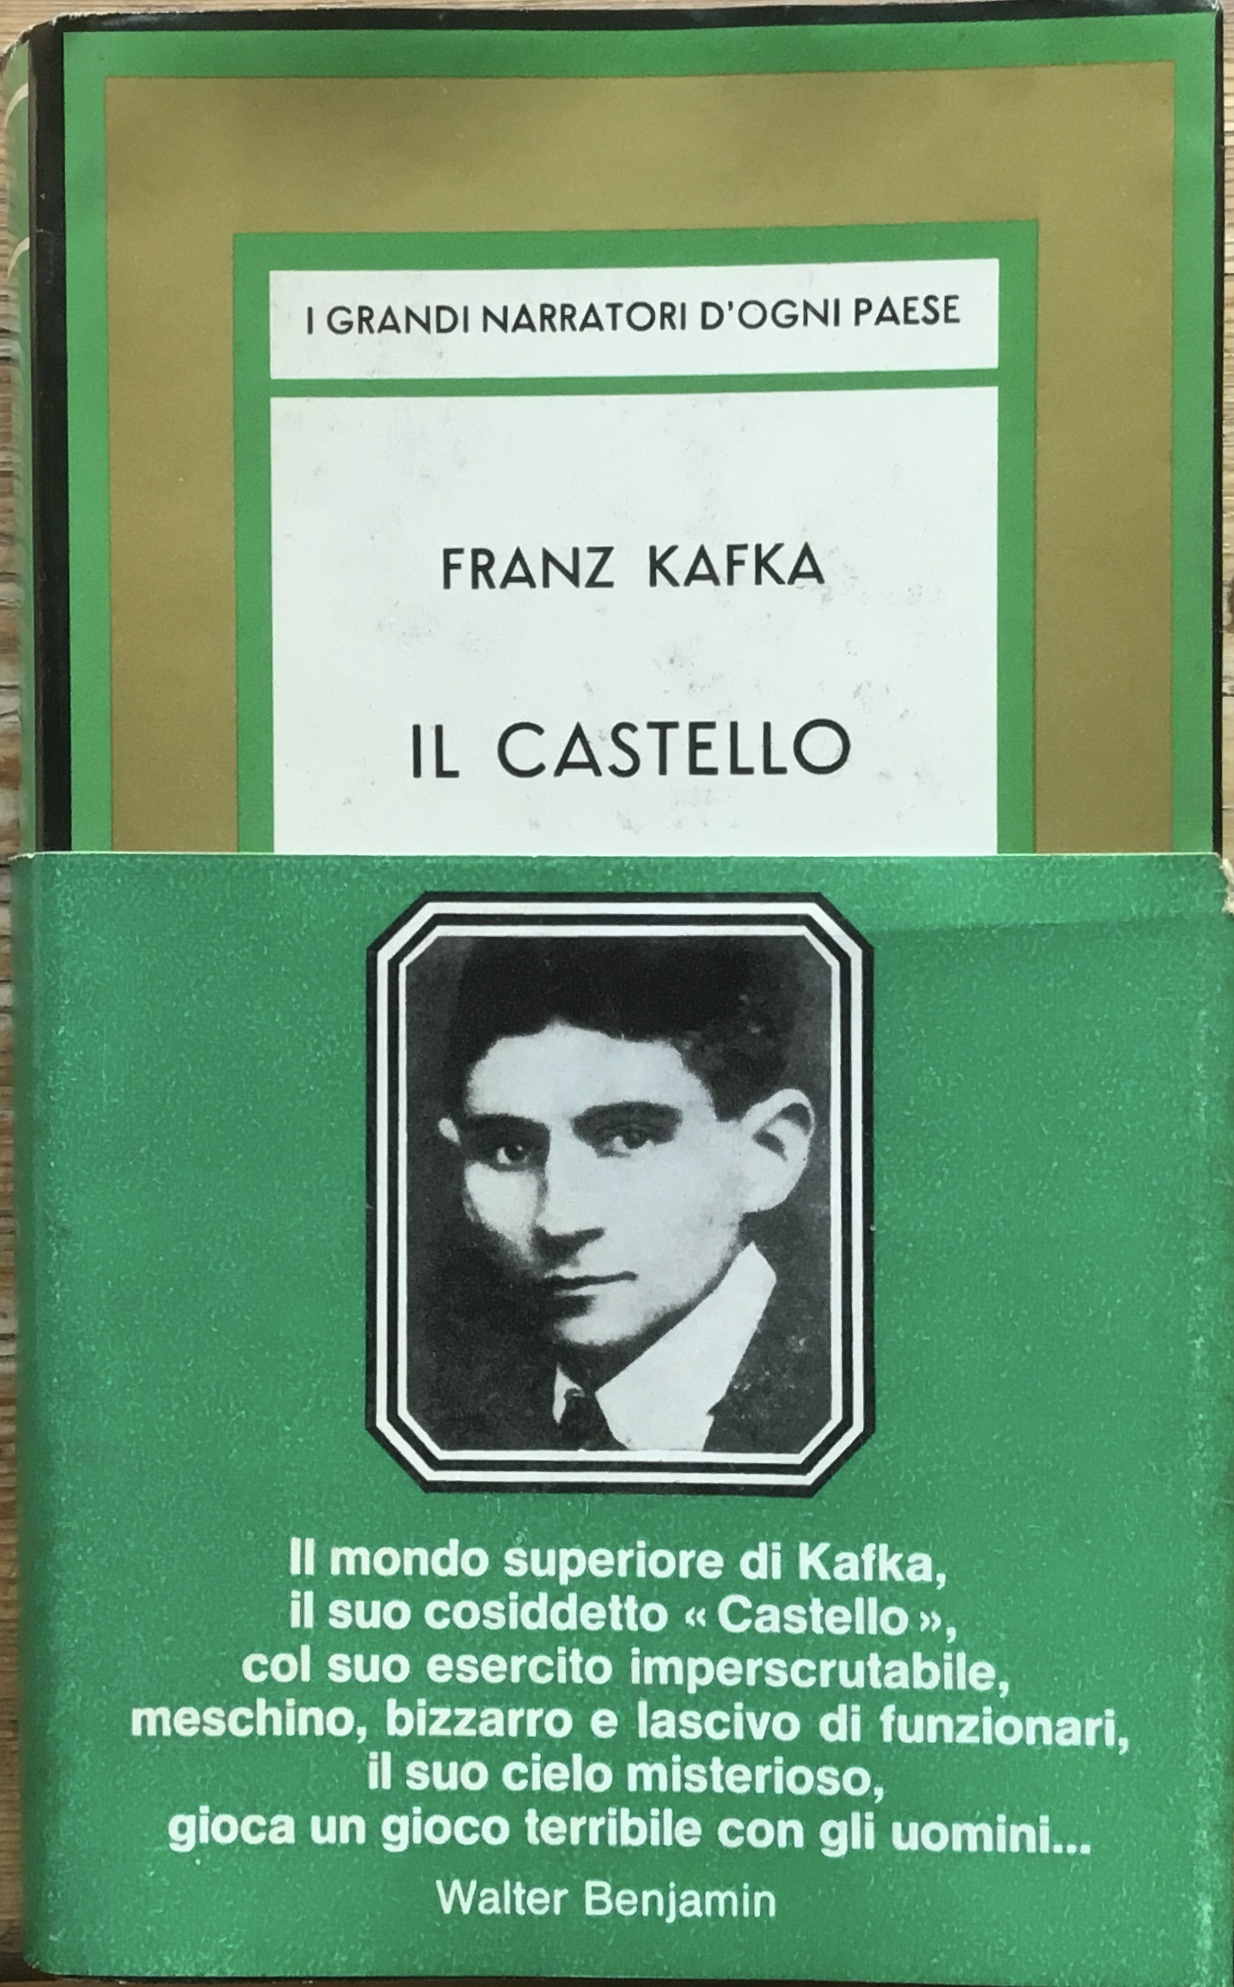 I GRANDI NARRATORI D'OGNI PAESE
FRANZ KAFKA
IL CASTELLO
Il mondo superiore di Kafka,
il suo cosiddetto « Castello »,
col suo esercito imperscrutabile,
meschino, bizzarro e lascivo di funzionari,
il suo cielo misterioso,
gioca un gioco terribile con gli uomini...
Walter Benjamin